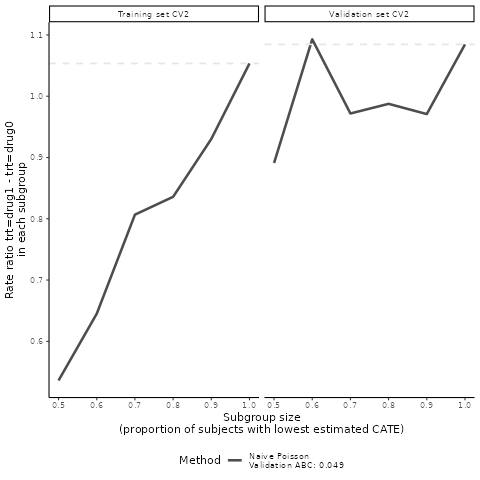 Training set CV2
Validation set CV2
Rate ratio trt=drug1 - trt=drug0
in each subgroup
1.1
1.0
0.9
0.8
0.7
0.6
0.5
0.6
0.7
0.8
0.9
1.0
0.5
0.6
0.7
0.8
0.9
1.0
Subgroup size
(proportion of subjects with lowest estimated CATE)
Method
Naive Poisson
Validation ABC: 0.049